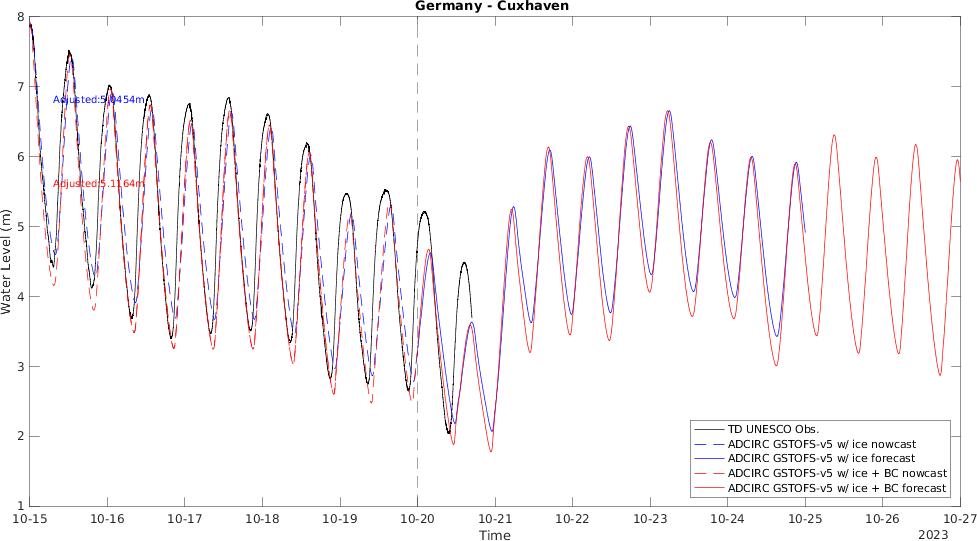 Germany - Cuxhaven
8
7
6
5
4
3
2
1
Water Level (m)
Adjusted:5.0454m
Adjusted:5.1164m
TD UNESCO Obs.
ADCIRC GSTOFS-v5 w/ ice nowcast
ADCIRC GSTOFS-v5 w/ ice forecast
ADCIRC GSTOFS-v5 w/ ice + BC nowcast
ADCIRC GSTOFS-v5 w/ ice + BC forecast
10-15 10-16 10-17 10-18 10-19 10-20 10-21 10-22 10-23 10-24 10-25 10-26 10-27
Time
2023